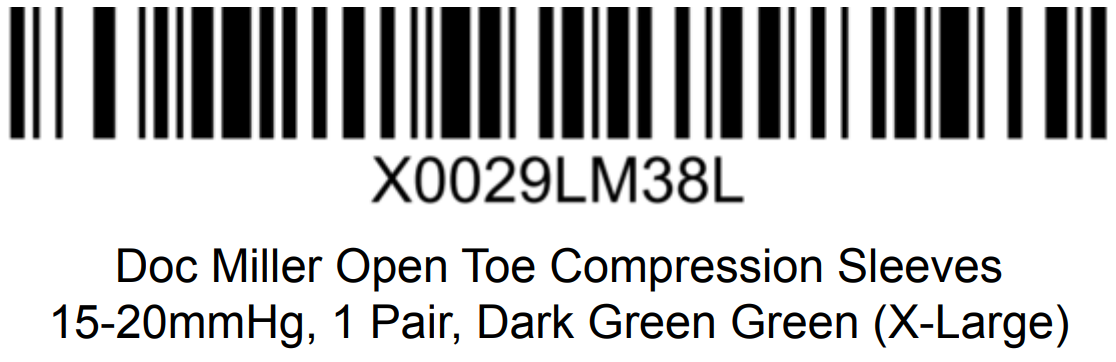 X0029LM38L
Doc Miller Open Toe Compression Sleeves
15-20mmHg, 1 Pair, Dark Green Green (X-Large)